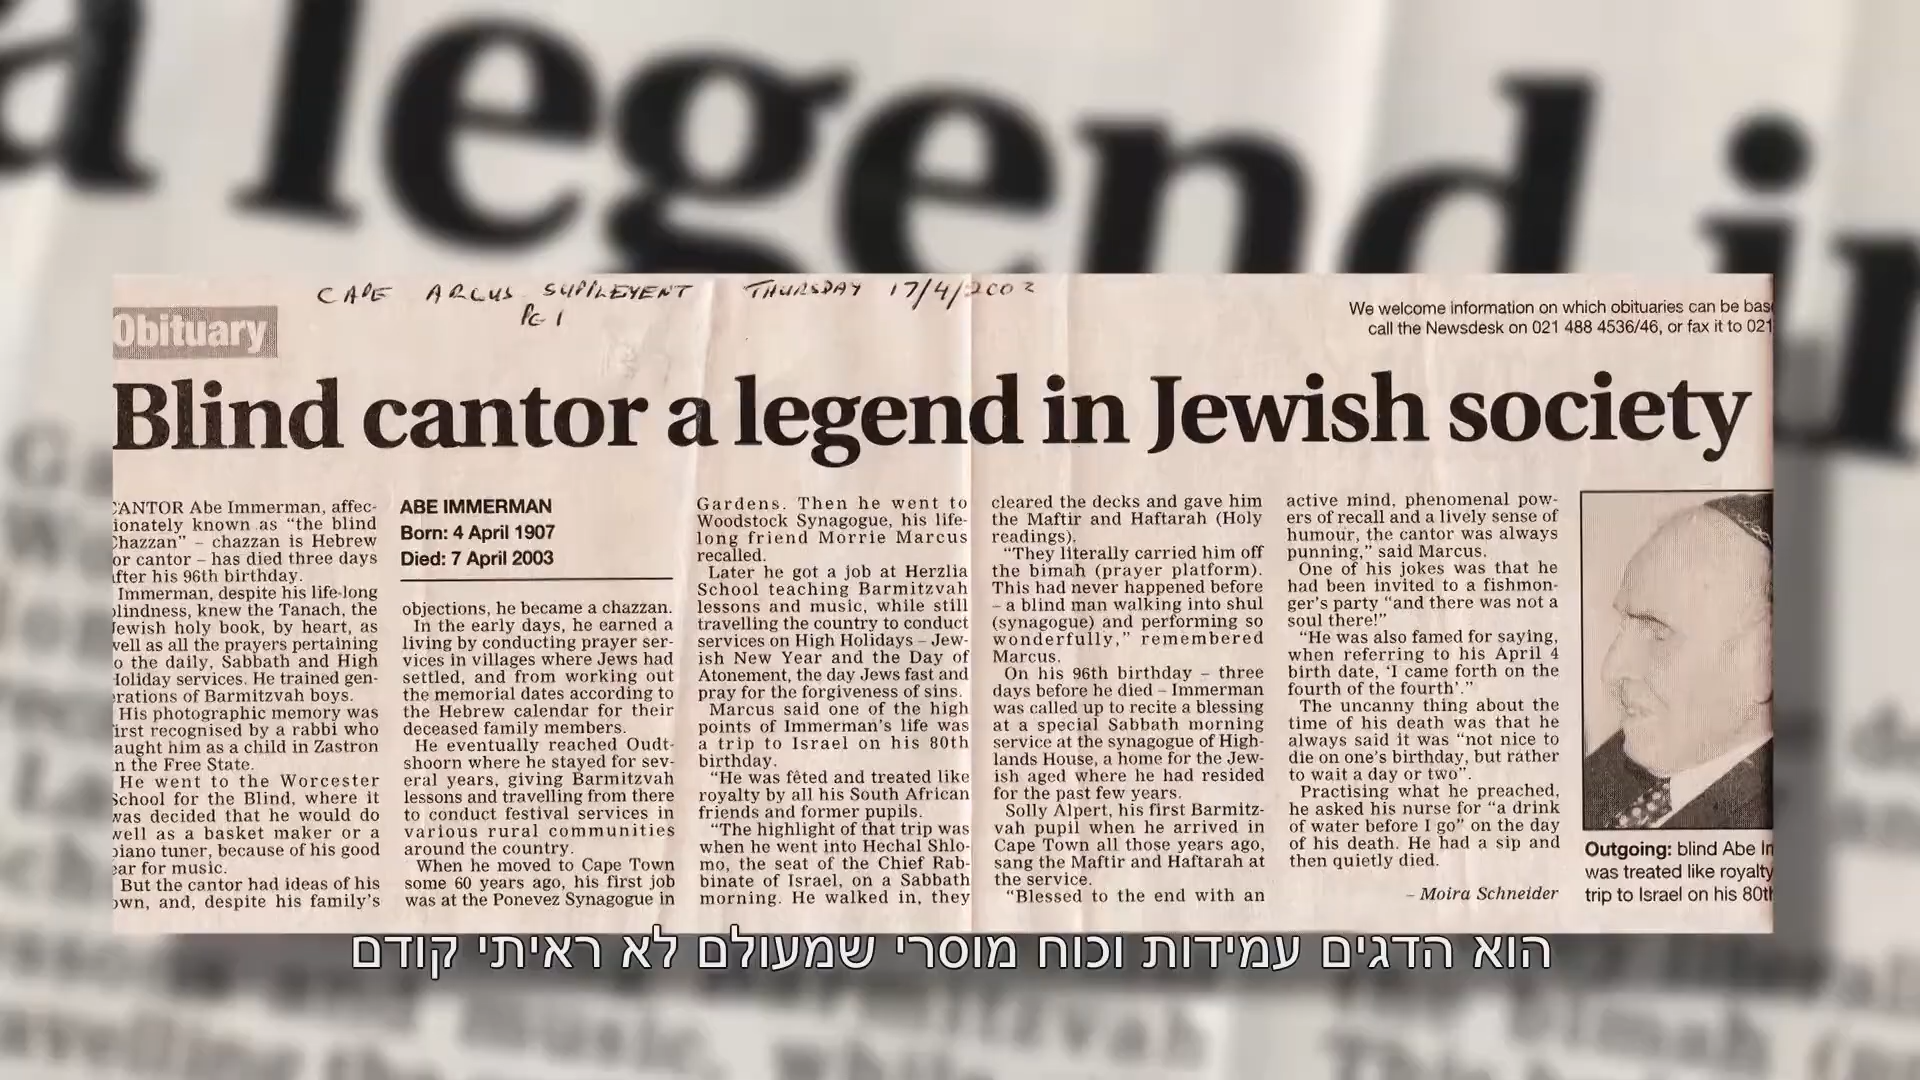 a legend in
CAPE ARGUS SUPPLEMENT THURSDAY 17/4/2003
PG 1
Obituary
We welcome information on which obituaries can be bas
call the Newsdesk on 021 488 4536/46, or fax it to 021
Blind cantor a legend in Jewish society
CANTOR Abe Immerman, affec-
ionately known as “the blind
Chazzan” – chazzan is Hebrew
or cantor – has died three days
fter his 96th birthday.
Immerman, despite his life-long
blindness, knew the Tanach, the
Jewish holy book, by heart, as
well as all the prayers pertaining
o the daily, Sabbath and High
Holiday services. He trained gen-
rations of Barmitzvah boys.
His photographic memory was
irst recognised by a rabbi who
aught him as a child in Zastron
n the Free State.
He went to the Worcester
School for the Blind, where it
was decided that he would do
well as a basket maker or a
piano tuner, because of his good
ear for music.
But the cantor had ideas of his
own, and, despite his family’s
ABE IMMERMAN
Born: 4 April 1907
Died: 7 April 2003
objections, he became a chazzan.
In the early days, he earned a
living by conducting prayer ser-
vices in villages where Jews had
settled, and from working out
the memorial dates according to
the Hebrew calendar for their
deceased family members.
He eventually reached Oudt-
shoorn where he stayed for sev-
eral years, giving Barmitzvah
lessons and travelling from there
to conduct festival services in
various rural communities
around the country.
When he moved to Cape Town
some 60 years ago, his first job
was at the Ponevez Synagogue in
Gardens. Then he went to
Woodstock Synagogue, his life-
long friend Morrie Marcus
recalled.
Later he got a job at Herzlia
School teaching Barmitzvah
lessons and music, while still
travelling the country to conduct
services on High Holidays – Jew-
ish New Year and the Day of
Atonement, the day Jews fast and
pray for the forgiveness of sins.
Marcus said one of the high
points of Immerman’s life was
a trip to Israel on his 80th
birthday.
“He was fêted and treated like
royalty by all his South African
friends and former pupils.
“The highlight of that trip was
when he went into Hechal Shlo-
mo, the seat of the Chief Rab-
binate of Israel, on a Sabbath
morning. He walked in, they
cleared the decks and gave him
the Maftir and Haftarah (Holy
readings).
“They literally carried him off
the bimah (prayer platform).
This had never happened before
– a blind man walking into shul
(synagogue) and performing so
wonderfully,” remembered
Marcus.
On his 96th birthday – three
days before he died – Immerman
was called up to recite a blessing
at a special Sabbath morning
service at the synagogue of High-
lands House, a home for the Jew-
ish aged where he had resided
for the past few years.
Solly Alpert, his first Barmitz-
vah pupil when he arrived in
Cape Town all those years ago,
sang the Maftir and Haftarah at
the service.
“Blessed to the end with an
active mind, phenomenal pow-
ers of recall and a lively sense of
humour, the cantor was always
punning,” said Marcus.
One of his jokes was that he
had been invited to a fishmon-
ger’s party “and there was not a
soul there!”
“He was also famed for saying,
when referring to his April 4
birth date, ‘I came forth on the
fourth of the fourth’.”
The uncanny thing about the
time of his death was that he
always said it was “not nice to
die on one’s birthday, but rather
to wait a day or two”.
Practising what he preached,
he asked his nurse for “a drink
of water before I go” on the day
of his death. He had a sip and
then quietly died.
– Moira Schneider
Outgoing: blind Abe Im
was treated like royalty
trip to Israel on his 80th
הוא הדגים עמידות וכוח מוסרי שמעולם לא ראיתי קודם